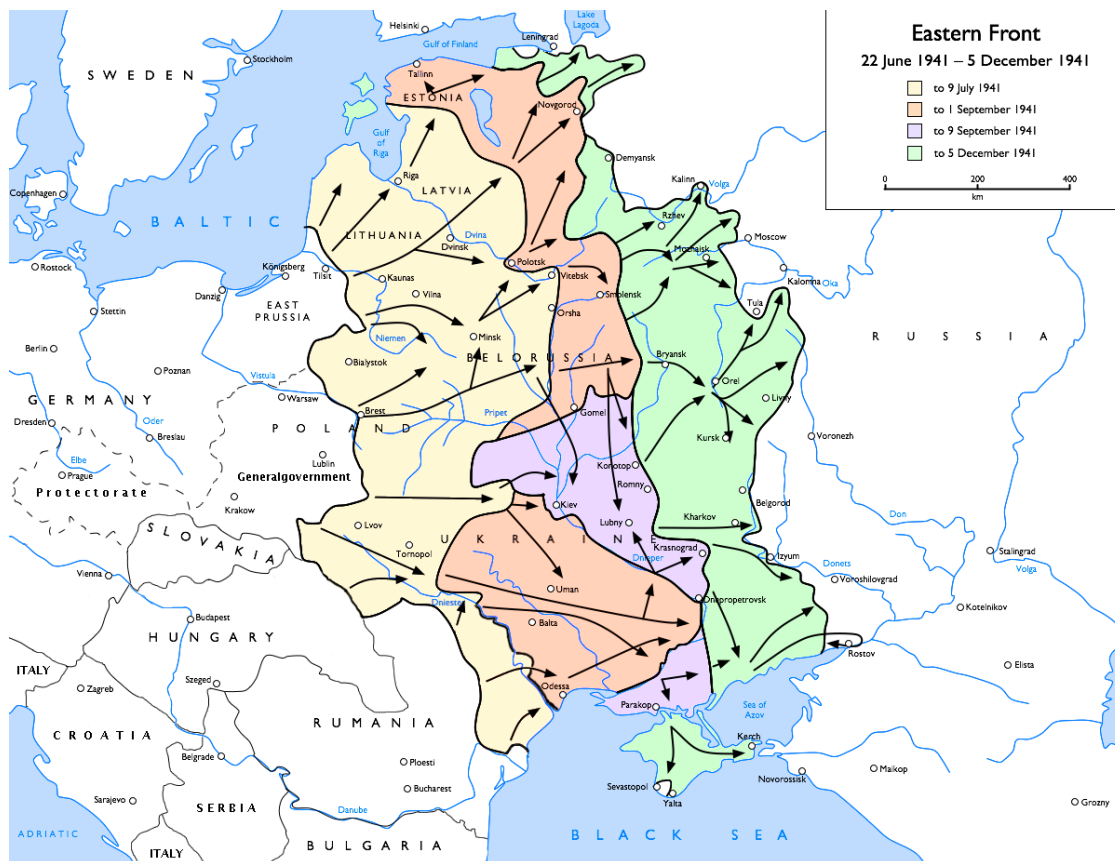 Eastern Front
22 June 1941 – 5 December 1941
to 9 July 1941
to 1 September 1941
to 9 September 1941
to 5 December 1941
0 200 400
km
Helsinki
Lake
Lagoda
Leningrad
Gulf of Finland
Stockholm
SWEDEN
Tallinn
ESTONIA
Novgorod
Gulf
of
Riga
Demyansk
Riga
LATVIA
Kalinn
Volga
Copenhagen
BALTIC
Rzhev
LITHUANIA
Dvina
Dvinsk
Mozhaisk
Moscow
Rostock
Königsberg
Tilsit
Kaunas
Polotsk
Vitebsk
Kalomna
Oka
Danzig
Vilna
Smolensk
EAST
PRUSSIA
Stettin
Orsha
Tula
Niemen
Minsk
RUSSIA
Berlin
Bialystok
BELORUSSIA
Bryansk
Poznan
Vistula
Orel
GERMANY
Warsaw
Livny
Dresden
Oder
Brest
Pripet
Gomel
Breslau
POLAND
Kursk
Voronezh
Elbe
Lublin
Konotop
Prague
Generalgovernment
Romny
Protectorate
Belgorod
Krakow
Kiev
Don
Lvov
Lubny
Kharkov
SLOVAKIA
Tornopol
UKRAINE
Krasnograd
Stalingrad
Dneper
Izyum
Donets
Volga
Vienna
Voroshilovgrad
Uman
Dnepropetrovsk
Dniester
Kotelnikov
Budapest
Balta
HUNGARY
Rostov
ITALY
Elista
Szeged
Zagreb
Odessa
Parakop
Sea of
Azov
RUMANIA
CROATIA
Kerch
Belgrade
Ploesti
Novorossisk
Maikop
Sevastopol
Bucharest
Yalta
Sarajevo
SERBIA
Danube
Grozny
ADRIATIC
BLACK SEA
BULGARIA
ITALY